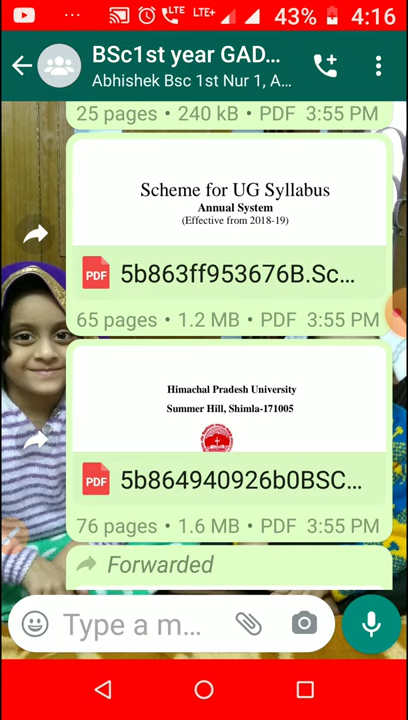 LTE LTE+ 43% 4:16
BSc1st year GAD...
Abhishek Bsc 1st Nur 1, A...
25 pages • 240 kB • PDF 3:55 PM
Scheme for UG Syllabus
Annual System
(Effective from 2018-19)
PDF 5b863ff953676B.Sc...
65 pages • 1.2 MB • PDF 3:55 PM
Himachal Pradesh University
Summer Hill, Shimla-171005
PDF 5b864940926b0BSC...
76 pages • 1.6 MB • PDF 3:55 PM
Forwarded
Type a m...